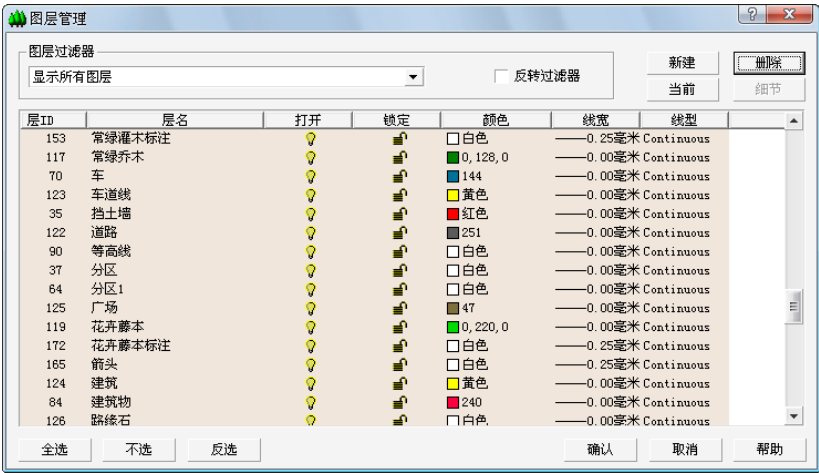 图层管理
图层过滤器
显示所有图层
反转过滤器
新建
删除
当前
细节
层ID 层名 打开 锁定 颜色 线宽 线型
153 常绿灌木标注 白色 0.25毫米 Continuous
117 常绿乔木 0,128,0 0.00毫米 Continuous
70 车 144 0.00毫米 Continuous
123 车道线 黄色 0.00毫米 Continuous
35 挡土墙 红色 0.00毫米 Continuous
122 道路 251 0.00毫米 Continuous
90 等高线 白色 0.00毫米 Continuous
37 分区 白色 0.00毫米 Continuous
64 分区1 白色 0.00毫米 Continuous
125 广场 47 0.00毫米 Continuous
119 花卉藤本 0,220,0 0.00毫米 Continuous
172 花卉藤本标注 白色 0.25毫米 Continuous
165 箭头 白色 0.25毫米 Continuous
124 建筑 黄色 0.00毫米 Continuous
84 建筑物 240 0.00毫米 Continuous
126 路缘石 白色 0.00毫米 Continuous
全选 不选 反选 确认 取消 帮助